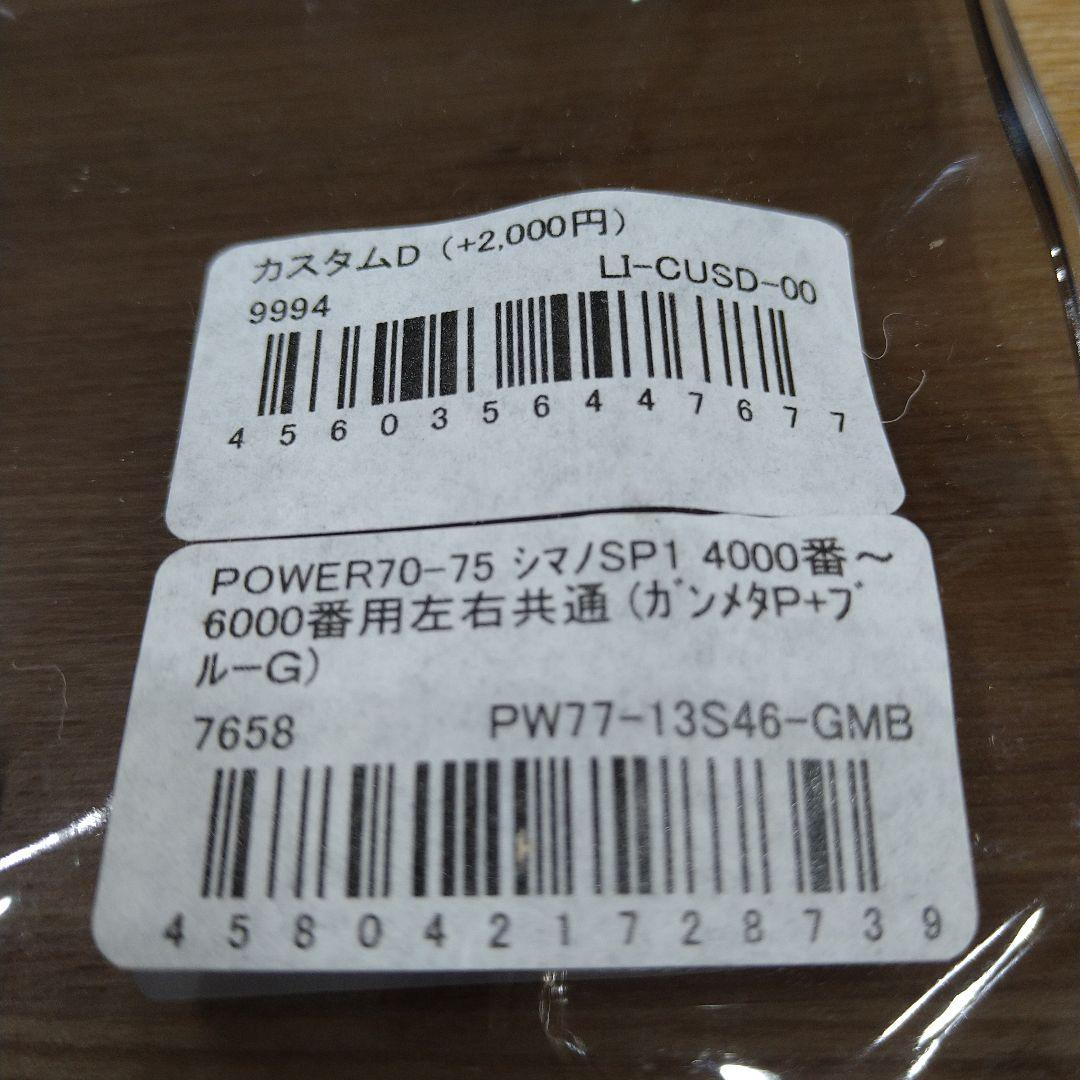 カスタムD (+2,000円)
LI-CUSD-00
9994
4560356447677
POWER70-75 ｼﾏﾉSP1 4000番～
6000番用左右共通 (ｶﾞﾝﾒﾀP+ﾌﾞ
ﾙｰG)
7658 PW77-13S46-GMB
4580421728739